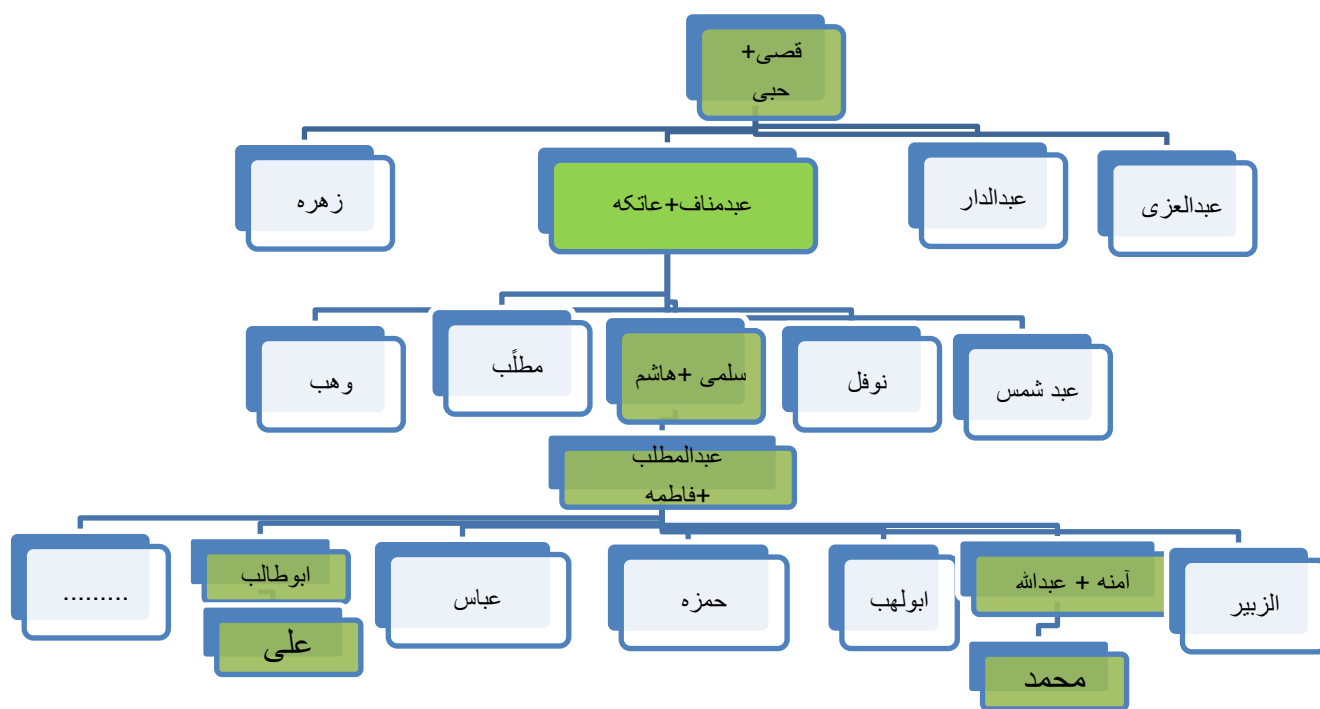 قصی+
حبی
عبدالعزی
عبدالدار
عبدمناف+عاتکه
زهره
عبد شمس
نوفل
سلمی +هاشم
مطلًب
وهب
عبدالمطلب
+فاطمه
الزبیر
آمنه + عبدالله
ابولهب
حمزه
عباس
ابوطالب
.........
علی
محمد